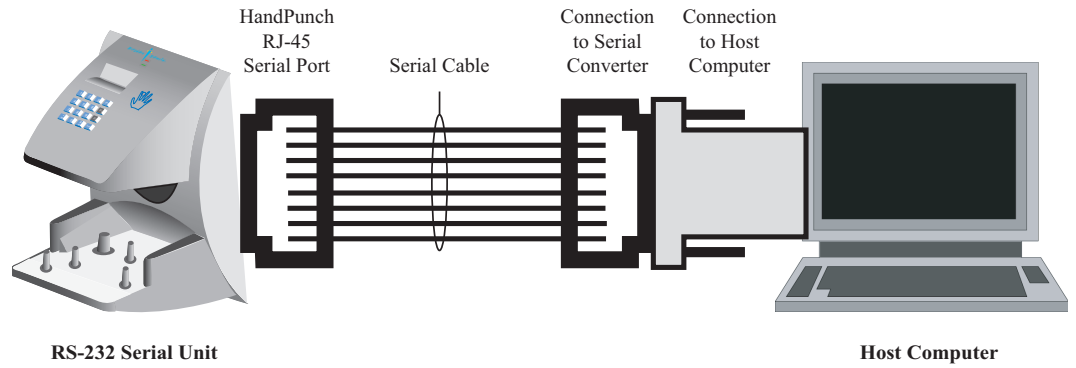 HandPunch
RJ-45
Serial Port
Serial Cable
Connection
to Serial
Converter
Connection
to Host
Computer
RS-232 Serial Unit
Host Computer